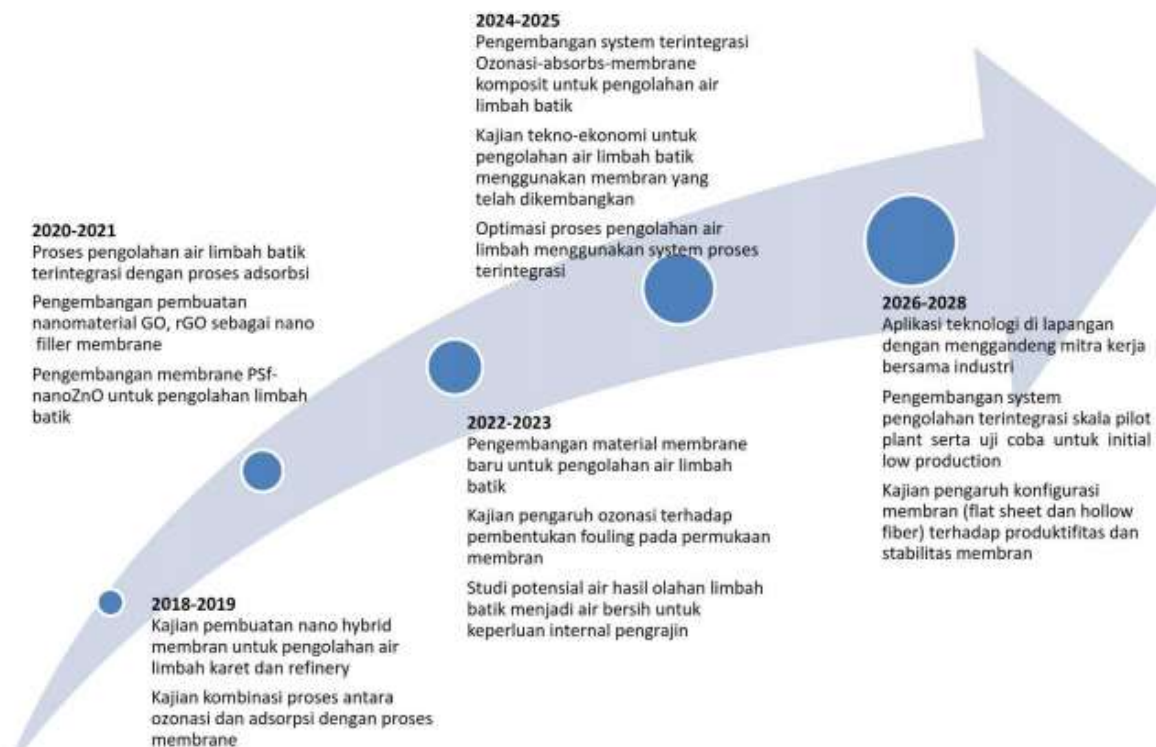 2018-2019
Kajian pembuatan nano hybrid
membran untuk pengolahan air
limbah karet dan refinery
Kajian kombinasi proses antara
ozonasi dan adsorpsi dengan proses
membrane
2020-2021
Proses pengolahan air limbah batik
terintegrasi dengan proses adsorbsi
Pengembangan pembuatan
nanomaterial GO, rGO sebagai nano
filler membrane
Pengembangan membrane PSf-
nanoZnO untuk pengolahan limbah
batik
2022-2023
Pengembangan material membrane
baru untuk pengolahan air limbah
batik
Kajian pengaruh ozonasi terhadap
pembentukan fouling pada permukaan
membran
Studi potensial air hasil olahan limbah
batik menjadi air bersih untuk
keperluan internal pengrajin
2024-2025
Pengembangan system terintegrasi
Ozonasi-absorbs-membrane
komposit untuk pengolahan air
limbah batik
Kajian tekno-ekonomi untuk
pengolahan air limbah batik
menggunakan membran yang
telah dikembangkan
Optimasi proses pengolahan air
limbah menggunakan system proses
terintegrasi
2026-2028
Aplikasi teknologi di lapangan
dengan menggandeng mitra kerja
bersama industri
Pengembangan system
pengolahan terintegrasi skala pilot
plant serta uji coba untuk initial
low production
Kajian pengaruh konfigurasi
membran (flat sheet dan hollow
fiber) terhadap produktifitas dan
stabilitas membran